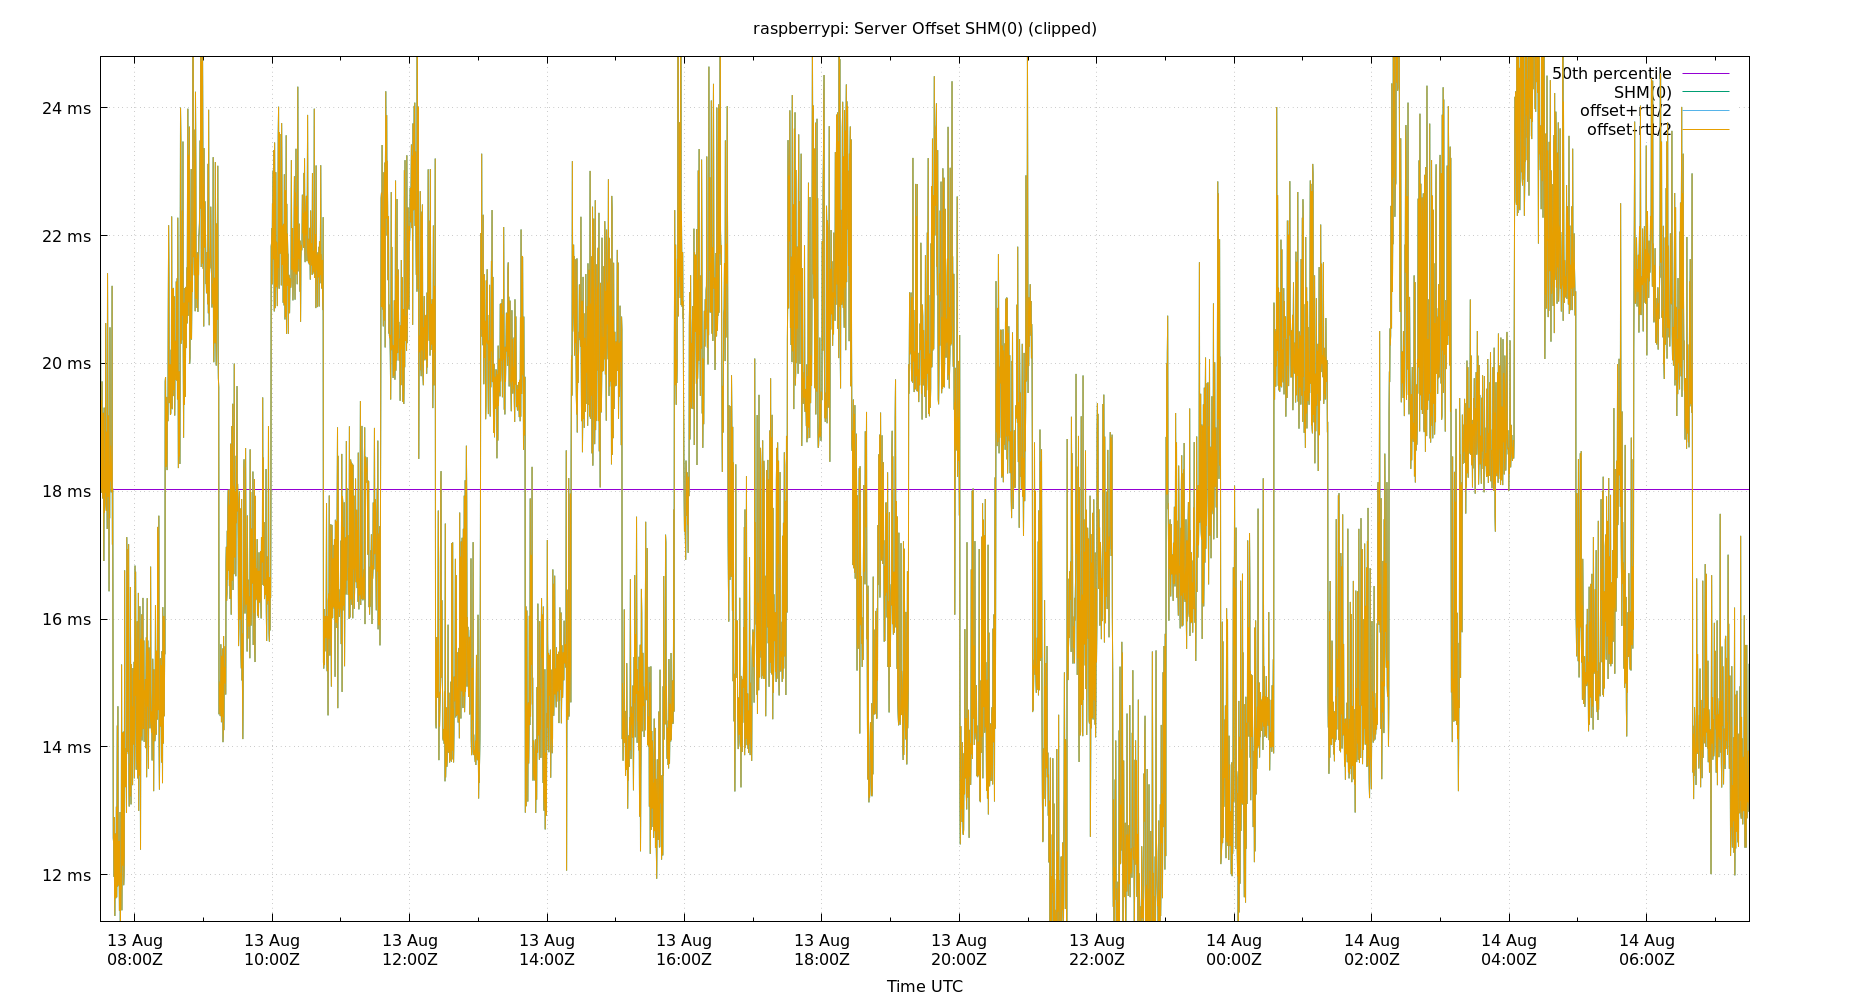 raspberrypi: Server Offset SHM(0) (clipped)
50th percentile
SHM(0)
offset+rtt/2
offset-rtt/2
24 ms
22 ms
20 ms
18 ms
16 ms
14 ms
12 ms
13 Aug 13 Aug 13 Aug 13 Aug 13 Aug 13 Aug 13 Aug 13 Aug 14 Aug 14 Aug 14 Aug 14 Aug
08:00Z 10:00Z 12:00Z 14:00Z 16:00Z 18:00Z 20:00Z 22:00Z 00:00Z 02:00Z 04:00Z 06:00Z
Time UTC